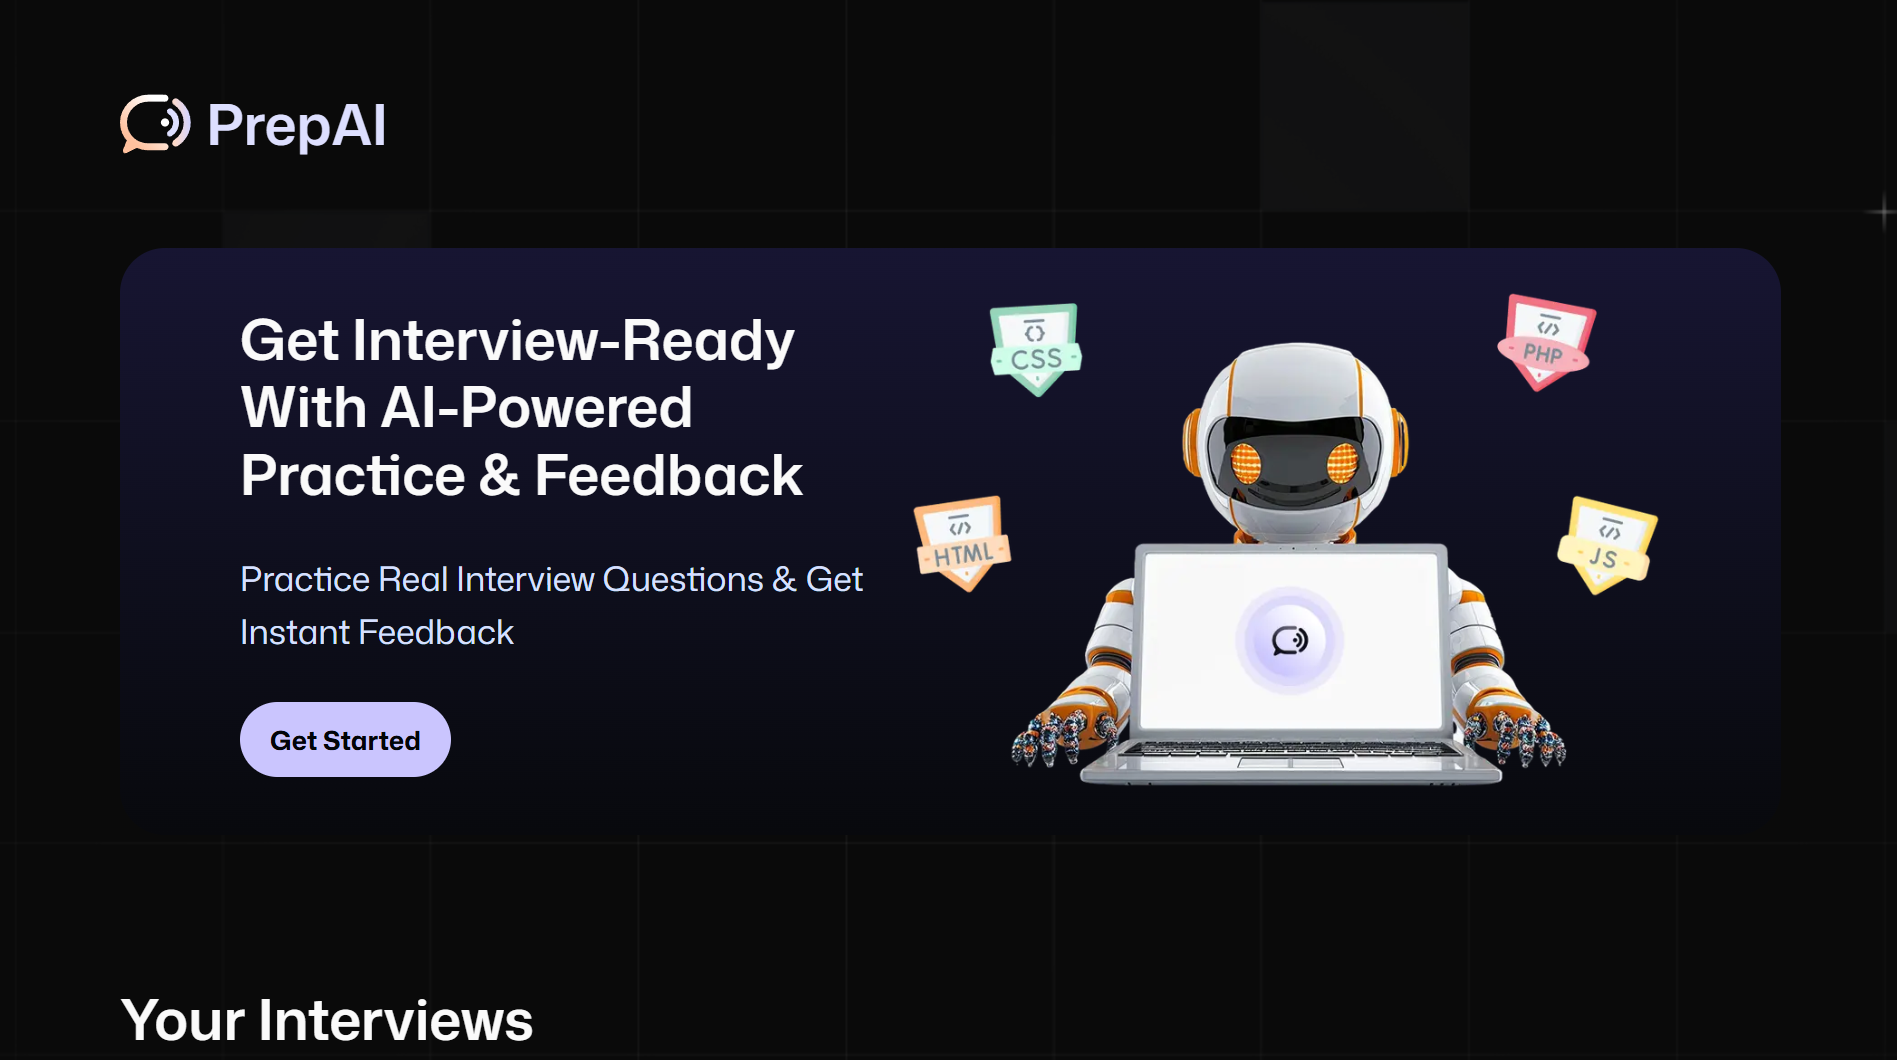 PrepAI
Get Interview-Ready
With AI-Powered
Practice & Feedback
Practice Real Interview Questions & Get
Instant Feedback
Get Started
CSS
PHP
HTML
JS
Your Interviews